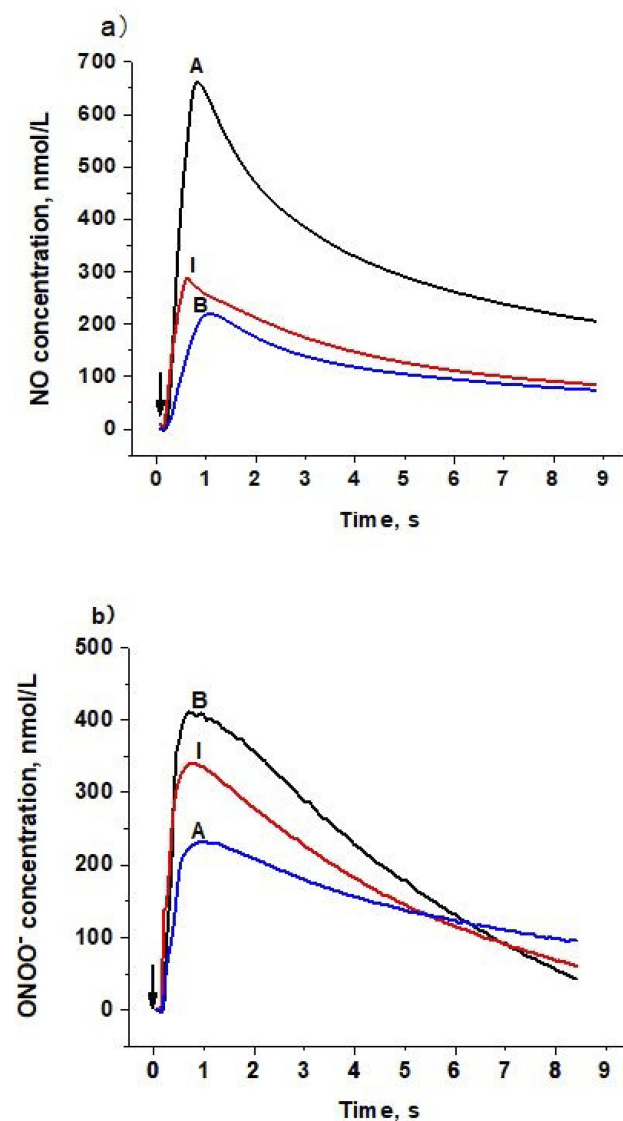 a)
700
600
500
400
300
200
100
0
NO concentration, nmol/L
A
I
B
0 1 2 3 4 5 6 7 8 9
Time, s
b)
500
400
300
200
100
0
ONOO⁻ concentration, nmol/L
B
I
A
0 1 2 3 4 5 6 7 8 9
Time, s